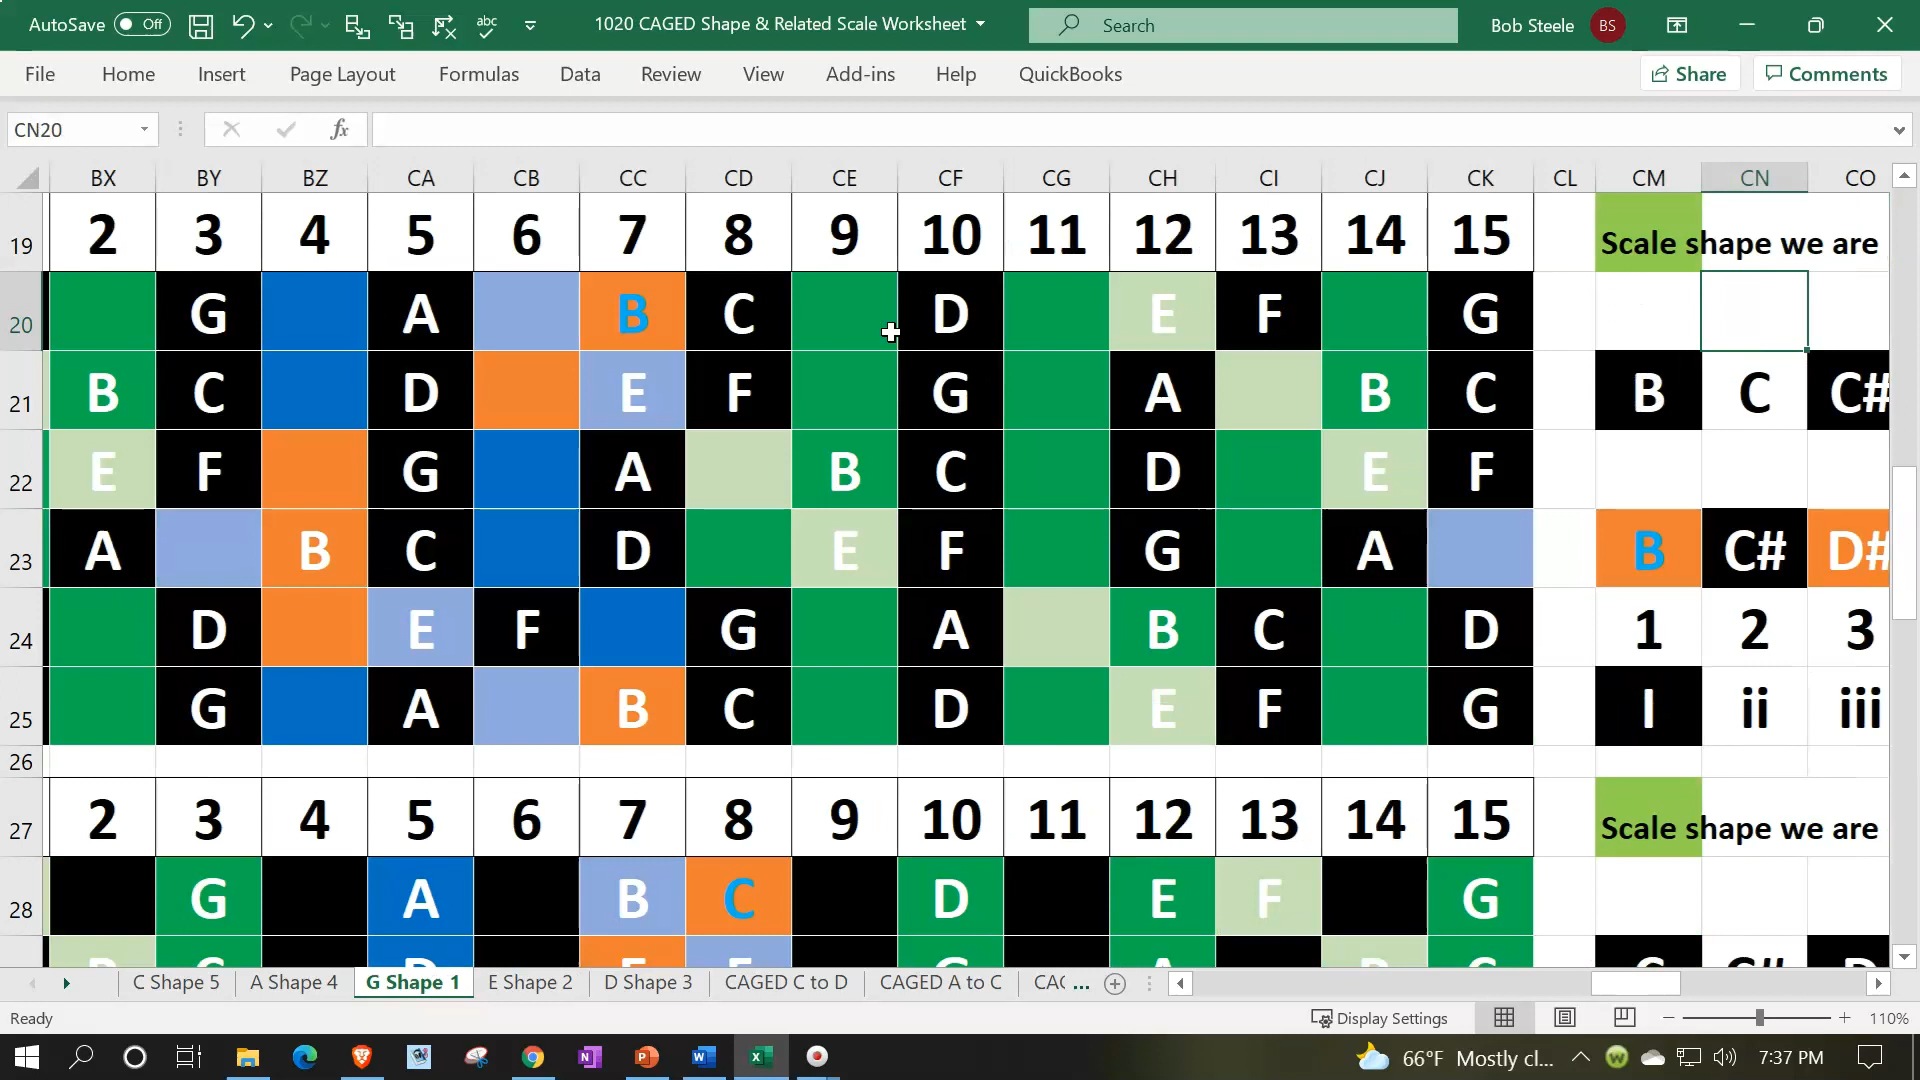 AutoSave Off abc 1020 CAGED Shape & Related Scale Worksheet Search Bob Steele BS
File Home Insert Page Layout Formulas Data Review View Add-ins Help QuickBooks Share Comments
CN20 fx
BX BY BZ CA CB CC CD CE CF CG CH CI CJ CK CL CM CN CO
19 2 3 4 5 6 7 8 9 10 11 12 13 14 15 Scale shape we are
20 G A B C D E F G
21 B C D E F G A B C B C C#
22 E F G A B C D E F
23 A B C D E F G A B C# D#
24 D E F G A B C D 1 2 3
25 G A B C D E F G I ii iii
26
27 2 3 4 5 6 7 8 9 10 11 12 13 14 15 Scale shape we are
28 G A B C D E F G
C Shape 5 A Shape 4 G Shape 1 E Shape 2 D Shape 3 CAGED C to D CAGED A to C CAG ...
Ready Display Settings 110%
66°F Mostly cl... 7:37 PM